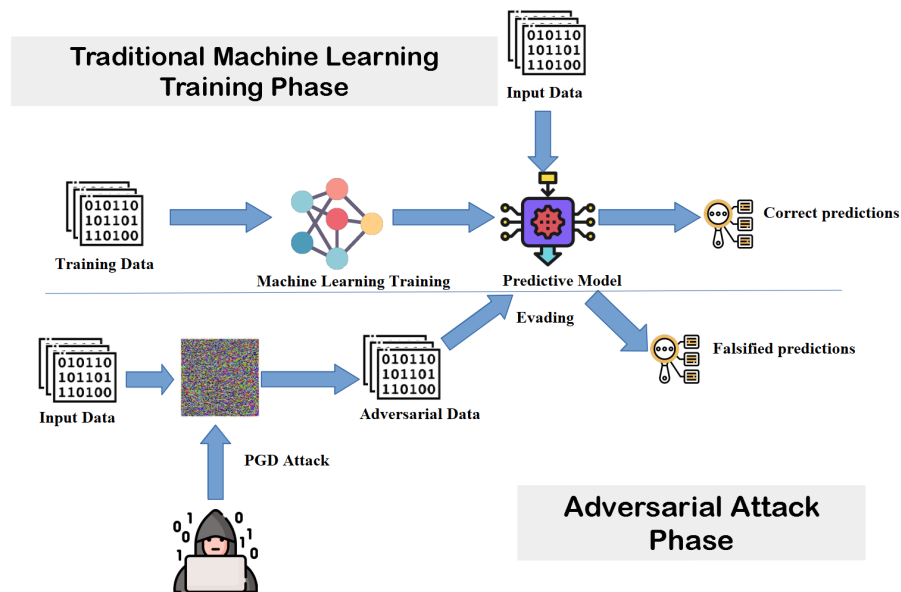 Traditional Machine Learning
Training Phase
010110
101101
110100
Input Data
010110
101101
110100
Training Data
Machine Learning Training
Predictive Model
Correct predictions
Evading
Falsified predictions
010110
101101
110100
Input Data
010110
101101
110100
Adversarial Data
PGD Attack
Adversarial Attack
Phase